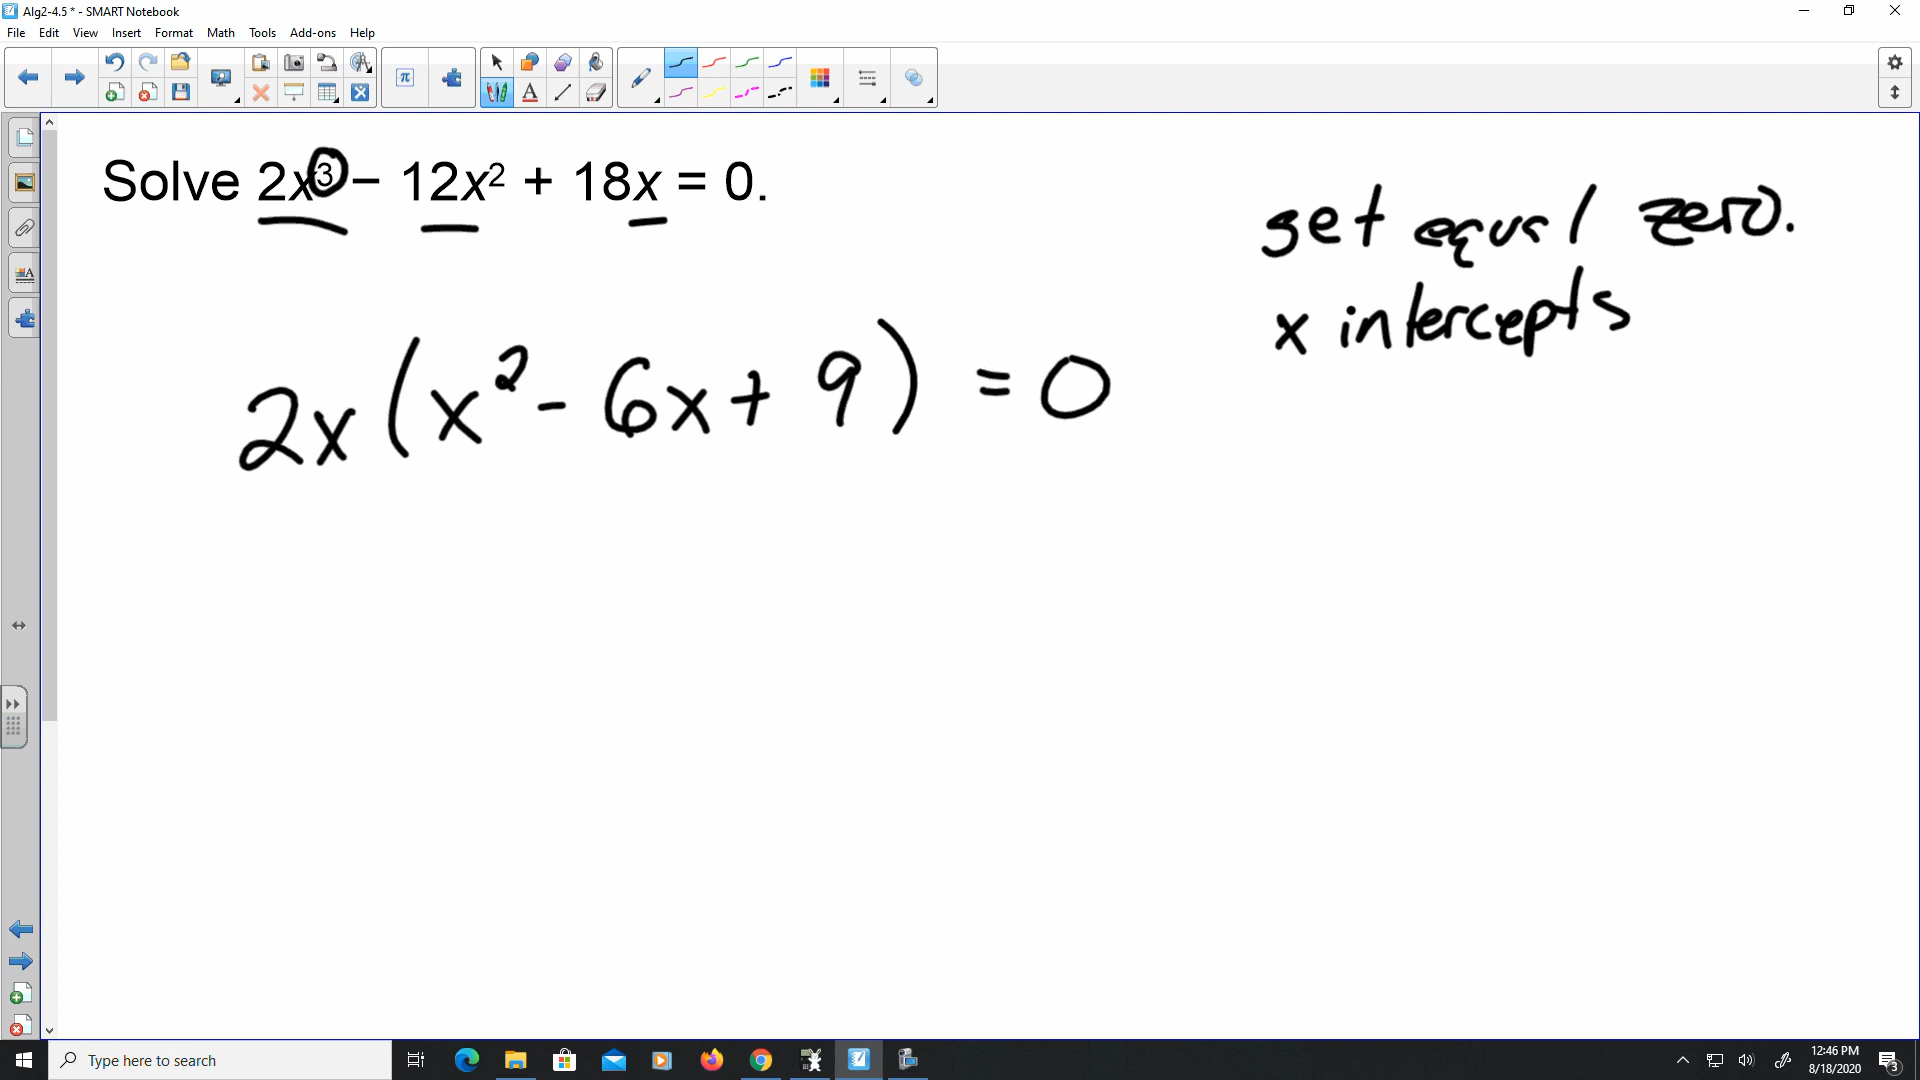 Alg2-4.5 * - SMART Notebook
File Edit View Insert Format Math Tools Add-ons Help
Solve 2x³ − 12x² + 18x = 0.
set equal zero.
x intercepts
2x(x² - 6x + 9) = 0
Type here to search
12:46 PM
8/18/2020
3